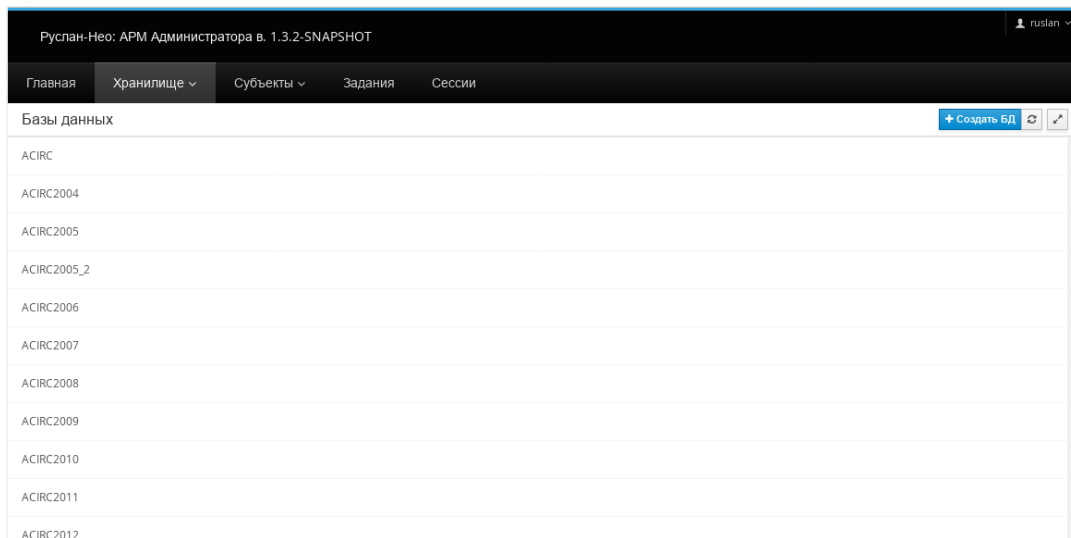 ruslan
Руслан-Нео: АРМ Администратора в. 1.3.2-SNAPSHOT
Главная Хранилище Субъекты Задания Сессии
Базы данных + Создать БД
ACIRC
ACIRC2004
ACIRC2005
ACIRC2005_2
ACIRC2006
ACIRC2007
ACIRC2008
ACIRC2009
ACIRC2010
ACIRC2011
ACIRC2012